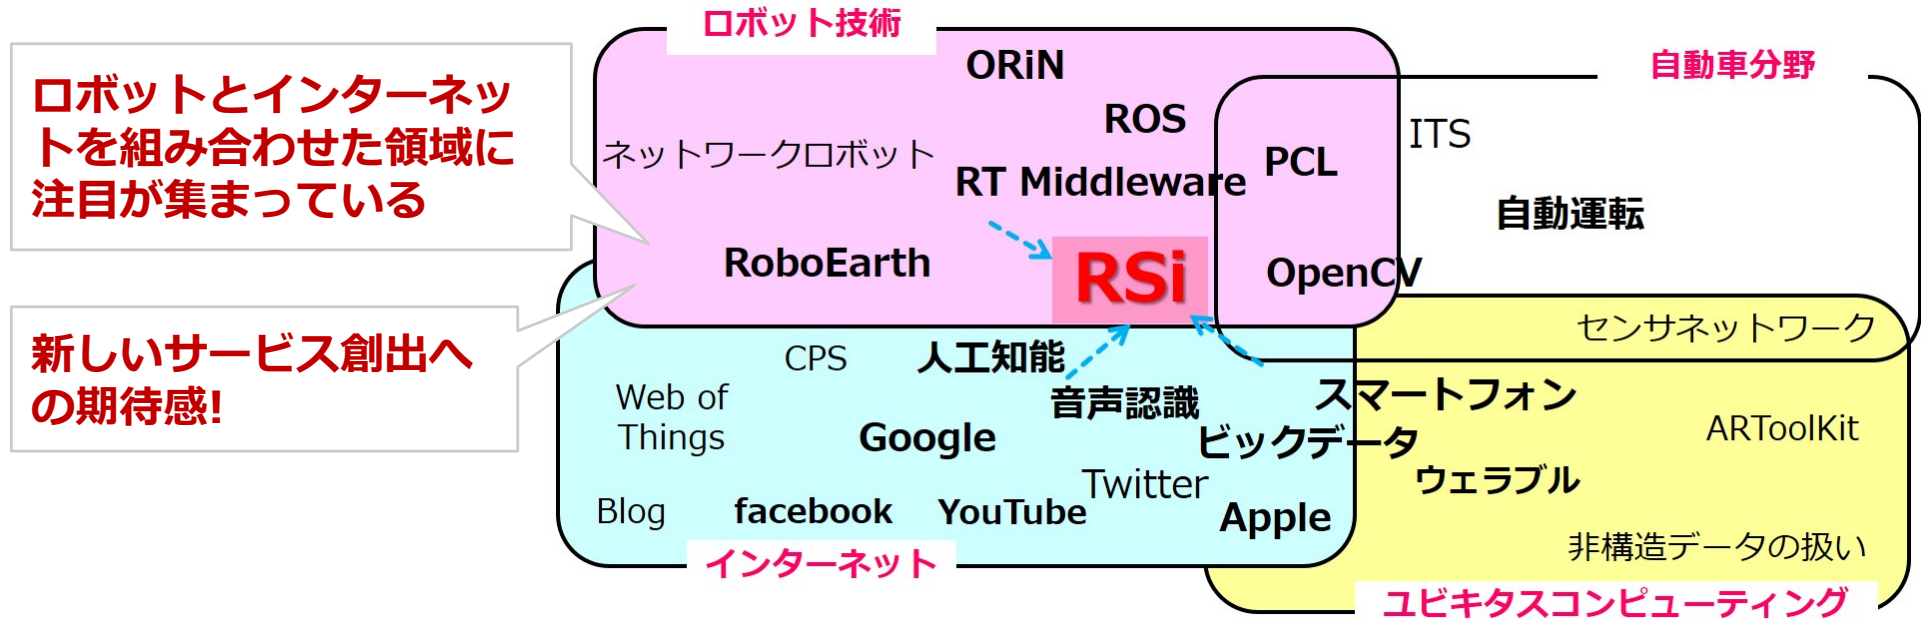 ロボット技術
自動車分野
ロボットとインターネッ
トを組み合わせた領域に
注目が集まっている
新しいサービス創出へ
の期待感!
ORiN
ROS
ネットワークロボット
RT Middleware
PCL
ITS
自動運転
RoboEarth
RSi
OpenCV
センサネットワーク
CPS
人工知能
音声認識
スマートフォン
Web of
Things
Google
ビックデータ
ARToolKit
Twitter
ウェラブル
Blog
facebook
YouTube
Apple
非構造データの扱い
インターネット
ユビキタスコンピューティング